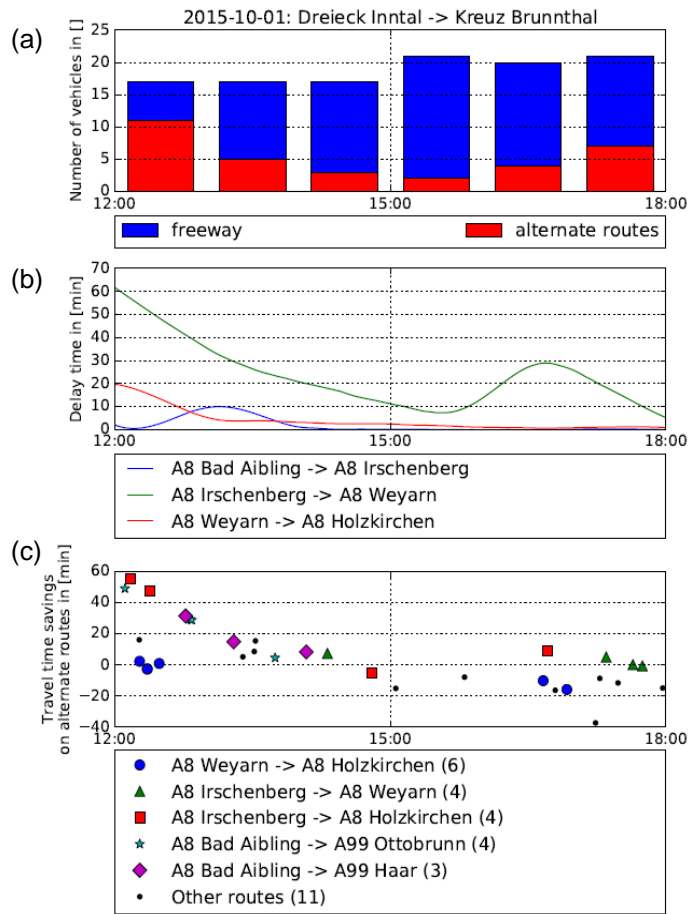 2015-10-01: Dreieck Inntal -> Kreuz Brunnthal
(a)
Number of vehicles in []
25
20
15
10
5
0
12:00 15:00 18:00
freeway alternate routes
(b)
Delay time in [min]
70
60
50
40
30
20
10
0
12:00 15:00 18:00
A8 Bad Aibling -> A8 Irschenberg
A8 Irschenberg -> A8 Weyarn
A8 Weyarn -> A8 Holzkirchen
(c)
Travel time savings
on alternate routes in [min]
60
40
20
0
−20
−40
12:00 15:00 18:00
A8 Weyarn -> A8 Holzkirchen (6)
A8 Irschenberg -> A8 Weyarn (4)
A8 Irschenberg -> A8 Holzkirchen (4)
A8 Bad Aibling -> A99 Ottobrunn (4)
A8 Bad Aibling -> A99 Haar (3)
Other routes (11)